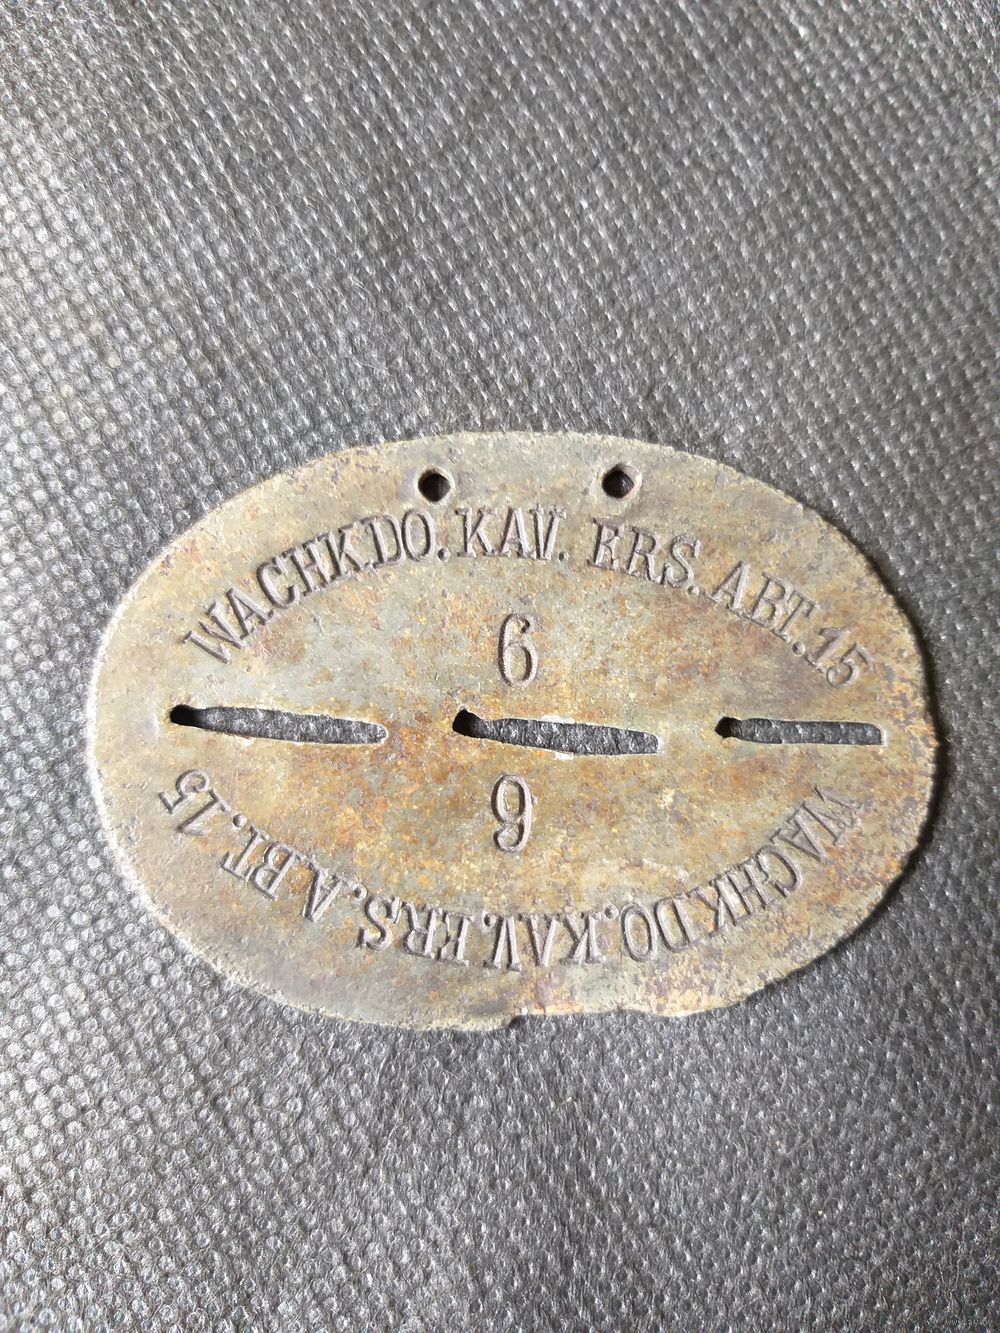 WACHKDO. KAV. ERS. ABT. 15
6
6
WACHKDO. KAV. ERS. ABT. 15